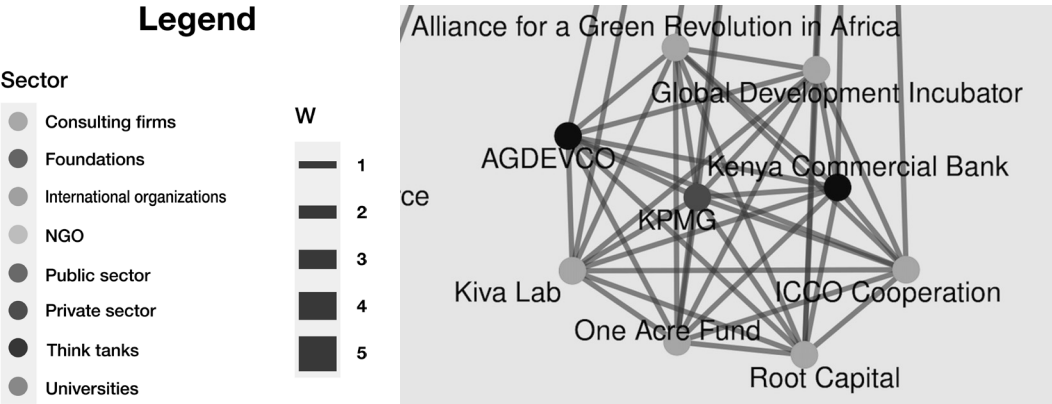 Legend
Sector
Consulting firms
Foundations
International organizations
NGO
Public sector
Private sector
Think tanks
Universities
W
1
2
3
4
5
Alliance for a Green Revolution in Africa
Global Development Incubator
AGDEVCO
Kenya Commercial Bank
rce
KPMG
Kiva Lab
ICCO Cooperation
One Acre Fund
Root Capital